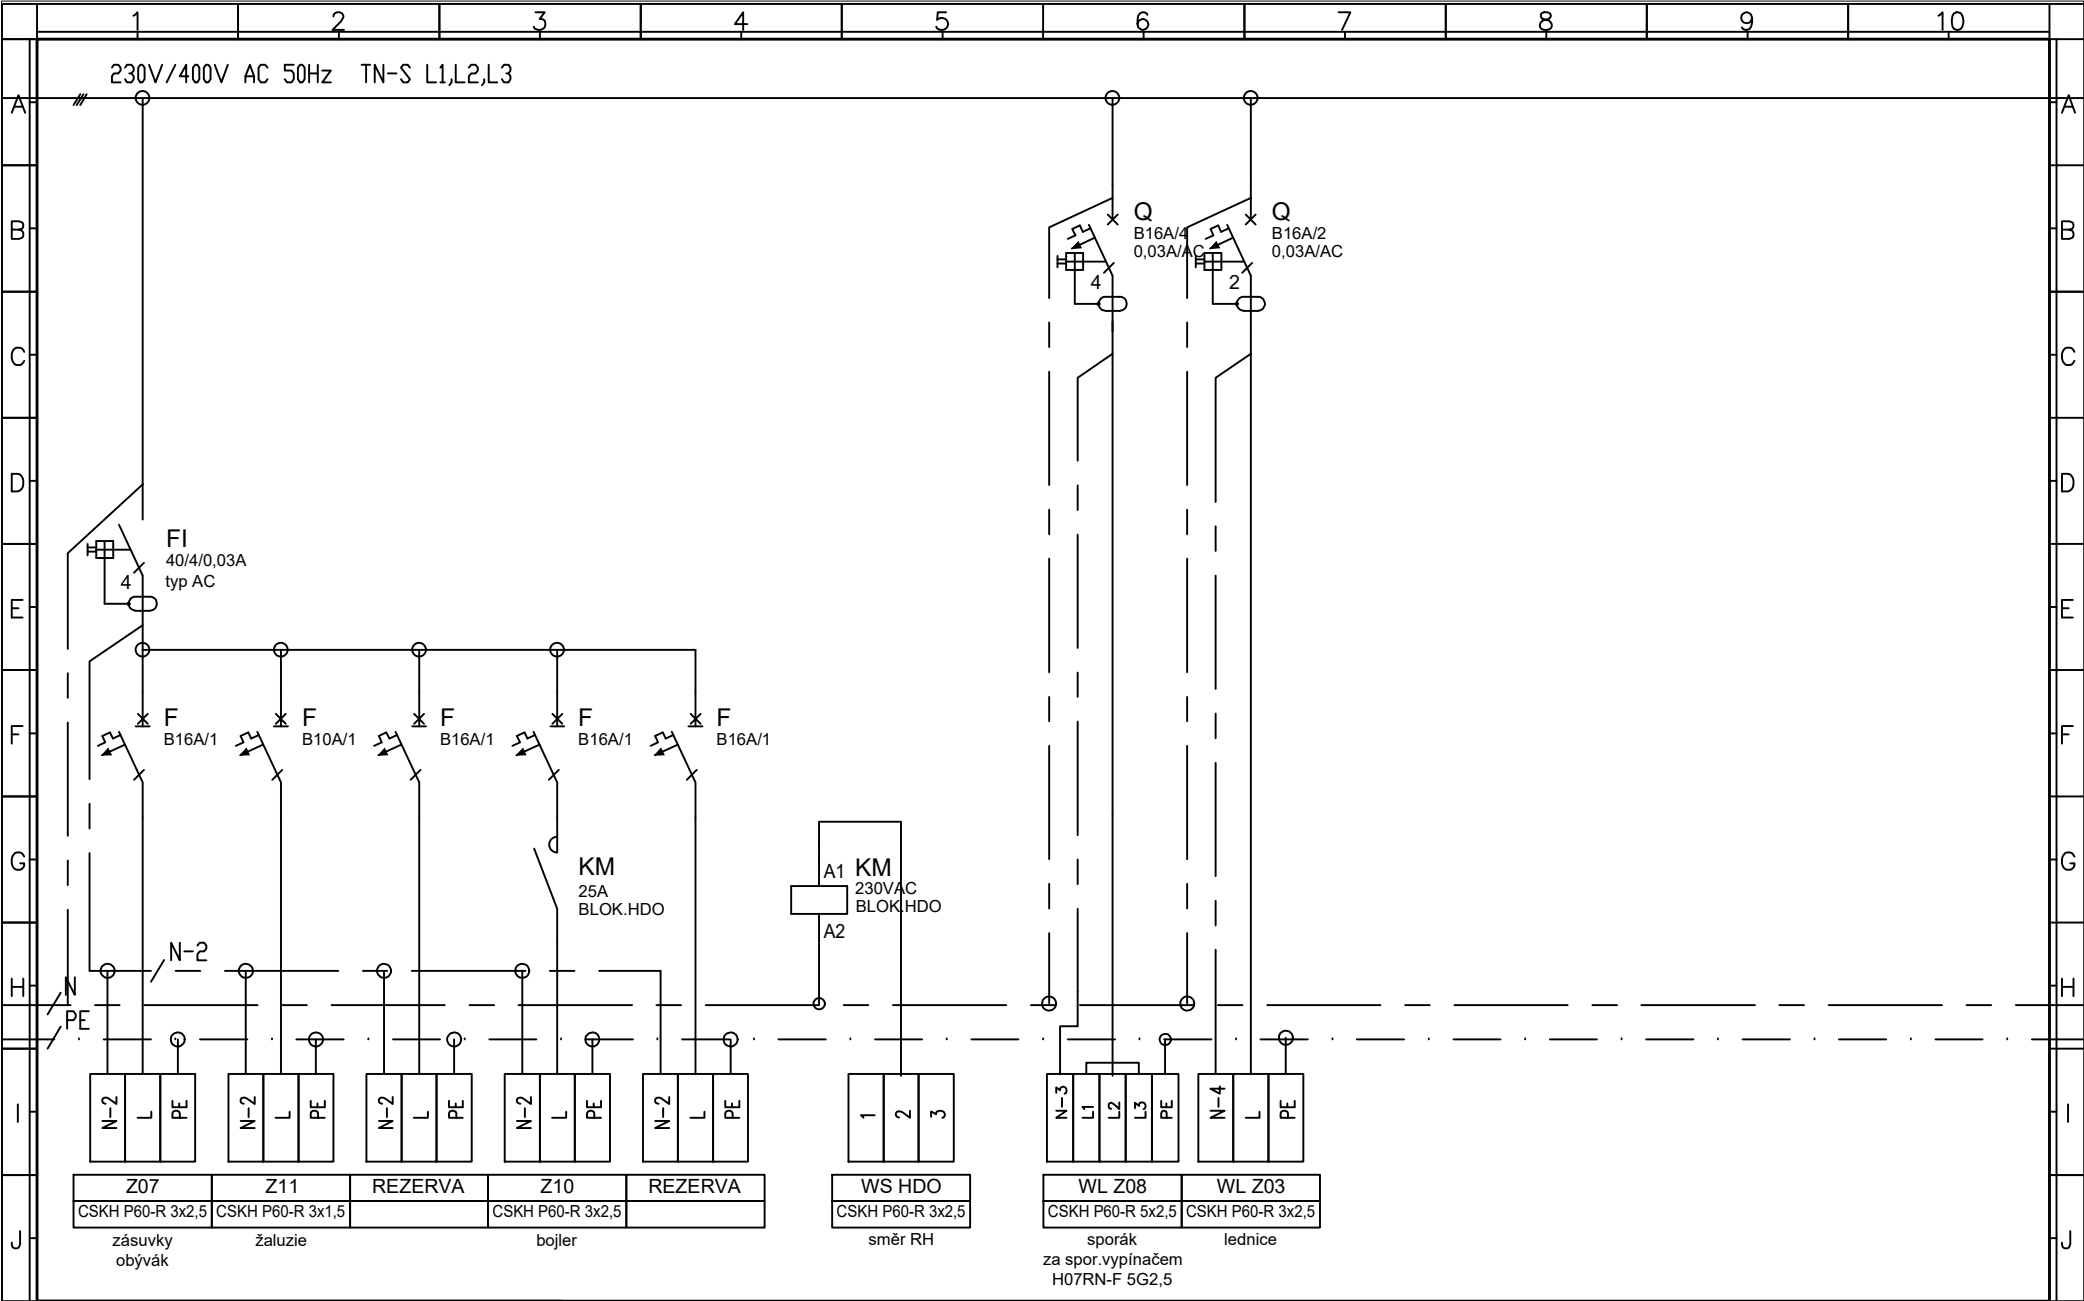 1 2 3 4 5 6 7 8 9 10
230V/400V AC 50Hz TN-S L1,L2,L3
A A
B B
Q
B16A/4
0,03A/AC
4
Q
B16A/2
0,03A/AC
2
C C
D D
FI
40/4/0,03A
typ AC
4
E E
F F
F
B16A/1
F
B10A/1
F
B16A/1
F
B16A/1
F
B16A/1
G G
KM
25A
BLOK.HDO
A1 KM
230VAC
BLOK.HDO
A2
H H
N-2
N
PE
I I
N-2 L PE
N-2 L PE
N-2 L PE
N-2 L PE
N-2 L PE
1 2 3
N-3 L1 L2 L3 PE
N-4 L PE
J J
Z07
CSKH P60-R 3x2,5
zásuvky
obývák
Z11
CSKH P60-R 3x1,5
žaluzie
REZERVA
Z10
CSKH P60-R 3x2,5
bojler
REZERVA
WS HDO
CSKH P60-R 3x2,5
směr RH
WL Z08
CSKH P60-R 5x2,5
sporák
za spor.vypínačem
H07RN-F 5G2,5
WL Z03
CSKH P60-R 3x2,5
lednice